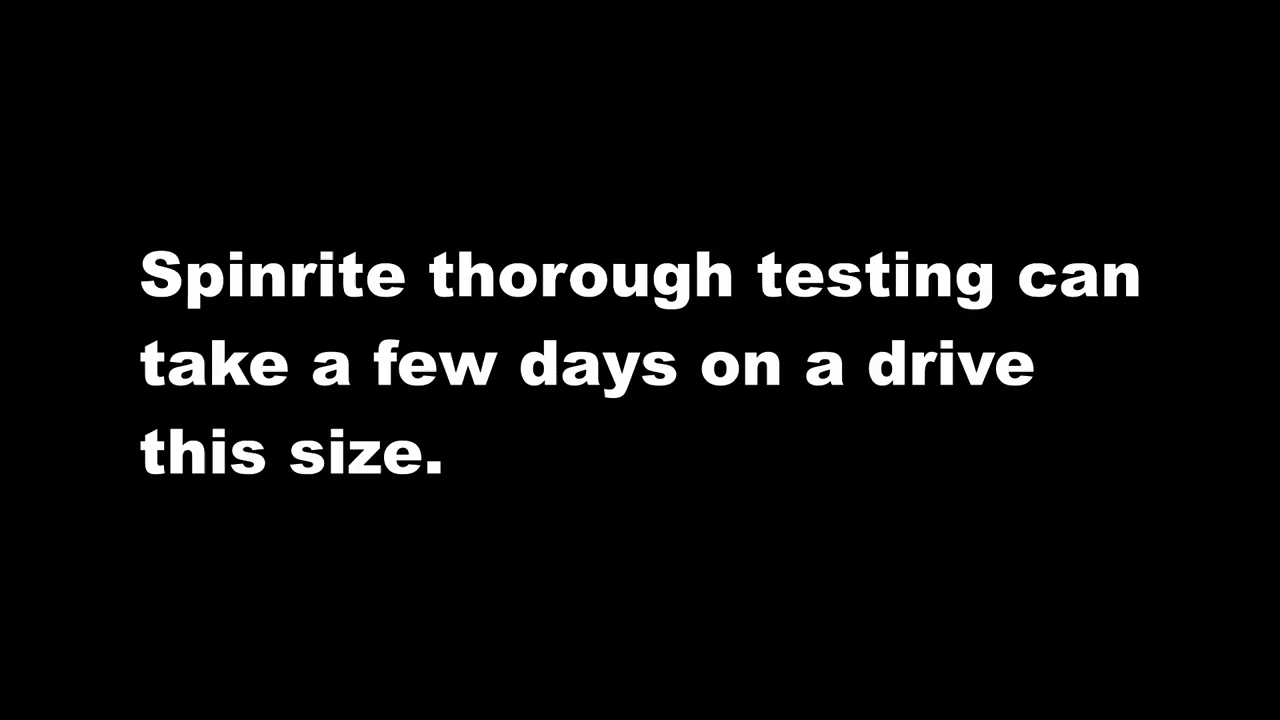 Spinrite thorough testing can
take a few days on a drive
this size.